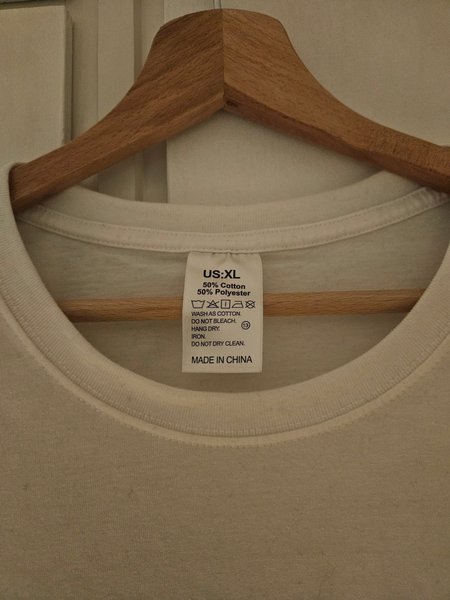 US:XL
50% Cotton
50% Polyester
WASH AS COTTON.
DO NOT BLEACH.
HANG DRY. 13
IRON.
DO NOT DRY CLEAN.
MADE IN CHINA